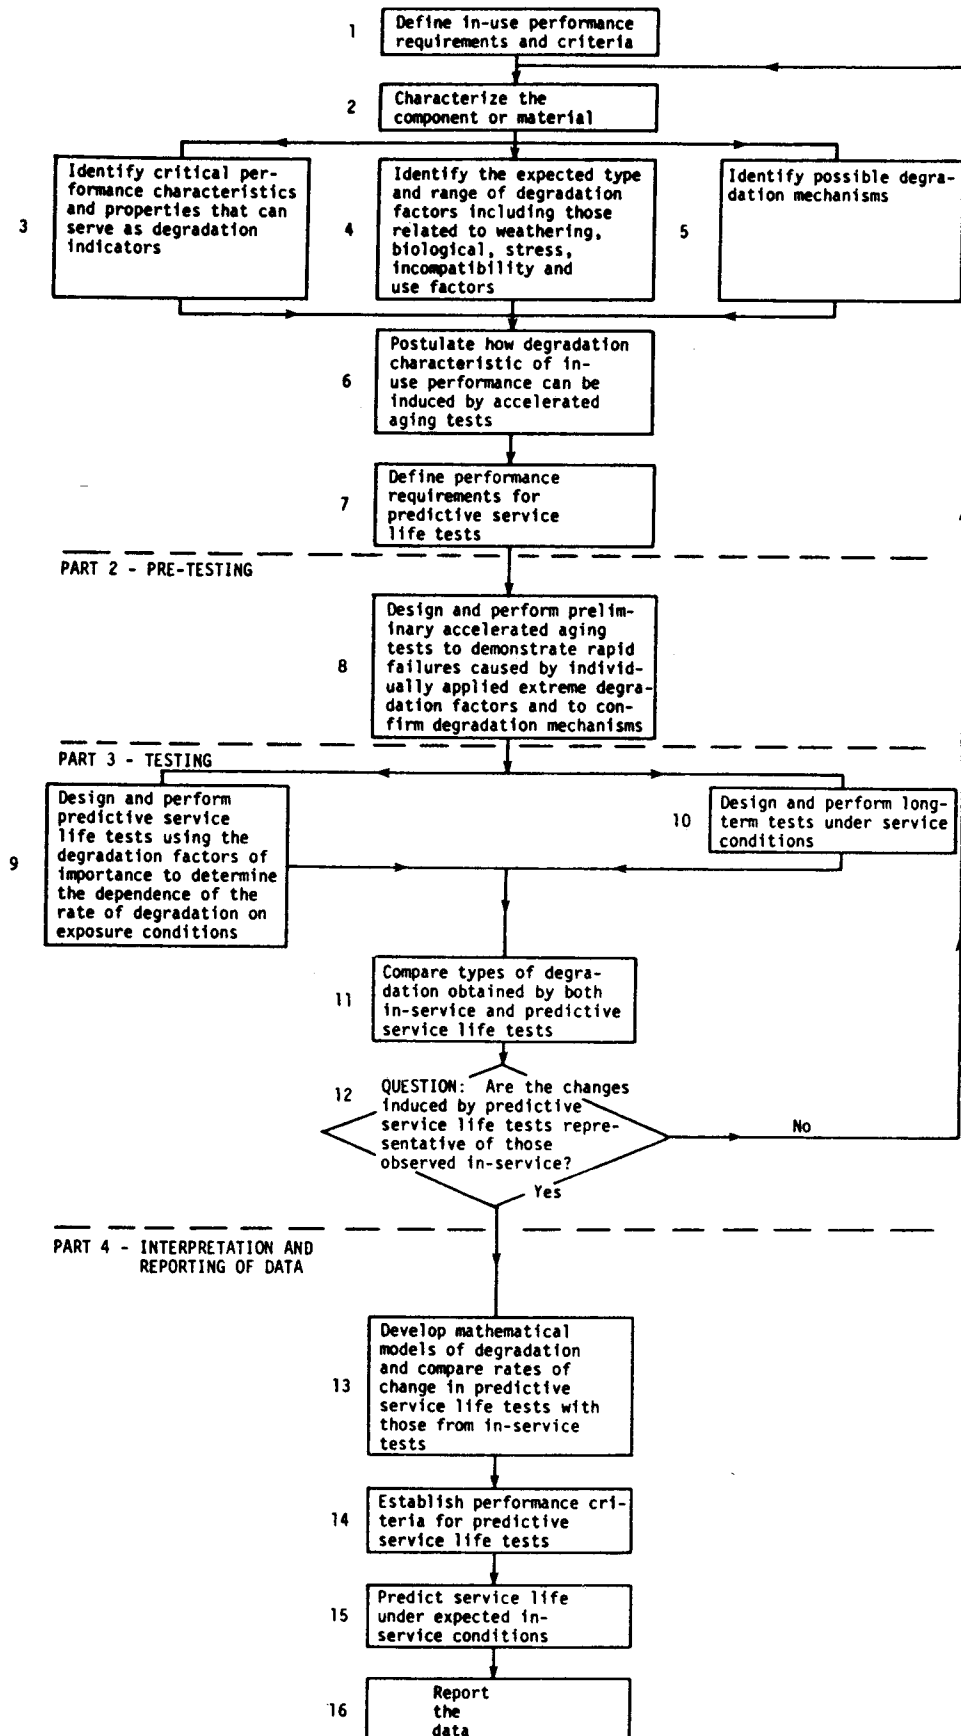 1
Define in-use performance
requirements and criteria
2
Characterize the
component or material
3
Identify critical per-
formance characteristics
and properties that can
serve as degradation
indicators
4
Identify the expected type
and range of degradation
factors including those
related to weathering,
biological, stress,
incompatibility and
use factors
5
Identify possible degra-
dation mechanisms
6
Postulate how degradation
characteristic of in-
use performance can be
induced by accelerated
aging tests
7
Define performance
requirements for
predictive service
life tests
PART 2 - PRE-TESTING
8
Design and perform prelim-
inary accelerated aging
tests to demonstrate rapid
failures caused by individ-
ually applied extreme degra-
dation factors and to con-
firm degradation mechanisms
PART 3 - TESTING
9
Design and perform
predictive service
life tests using the
degradation factors of
importance to determine
the dependence of the
rate of degradation on
exposure conditions
10
Design and perform long-
term tests under service
conditions
11
Compare types of degra-
dation obtained by both
in-service and predictive
service life tests
12
QUESTION: Are the changes
induced by predictive
service life tests repre-
sentative of those
observed in-service?
No
Yes
PART 4 - INTERPRETATION AND
REPORTING OF DATA
13
Develop mathematical
models of degradation
and compare rates of
change in predictive
service life tests with
those from in-service
tests
14
Establish performance cri-
teria for predictive
service life tests
15
Predict service life
under expected in-
service conditions
16
Report
the
data